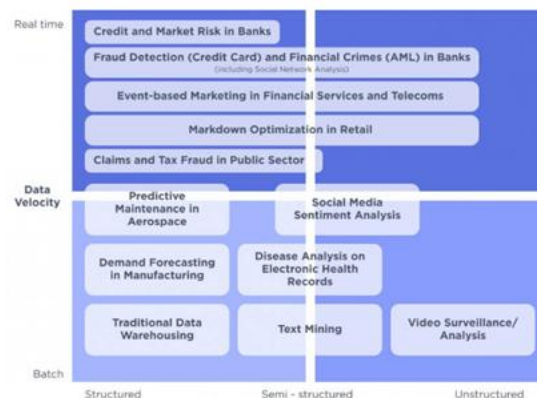 Real time
Credit and Market Risk in Banks
Fraud Detection (Credit Card) and Financial Crimes (AML) in Banks
(including Social Network Analysis)
Event-based Marketing in Financial Services and Telecoms
Markdown Optimization in Retail
Claims and Tax Fraud in Public Sector
Data
Velocity
Predictive
Maintenance in
Aerospace
Social Media
Sentiment Analysis
Demand Forecasting
in Manufacturing
Disease Analysis on
Electronic Health
Records
Traditional Data
Warehousing
Text Mining
Video Surveillance/
Analysis
Batch
Structured
Semi - structured
Unstructured